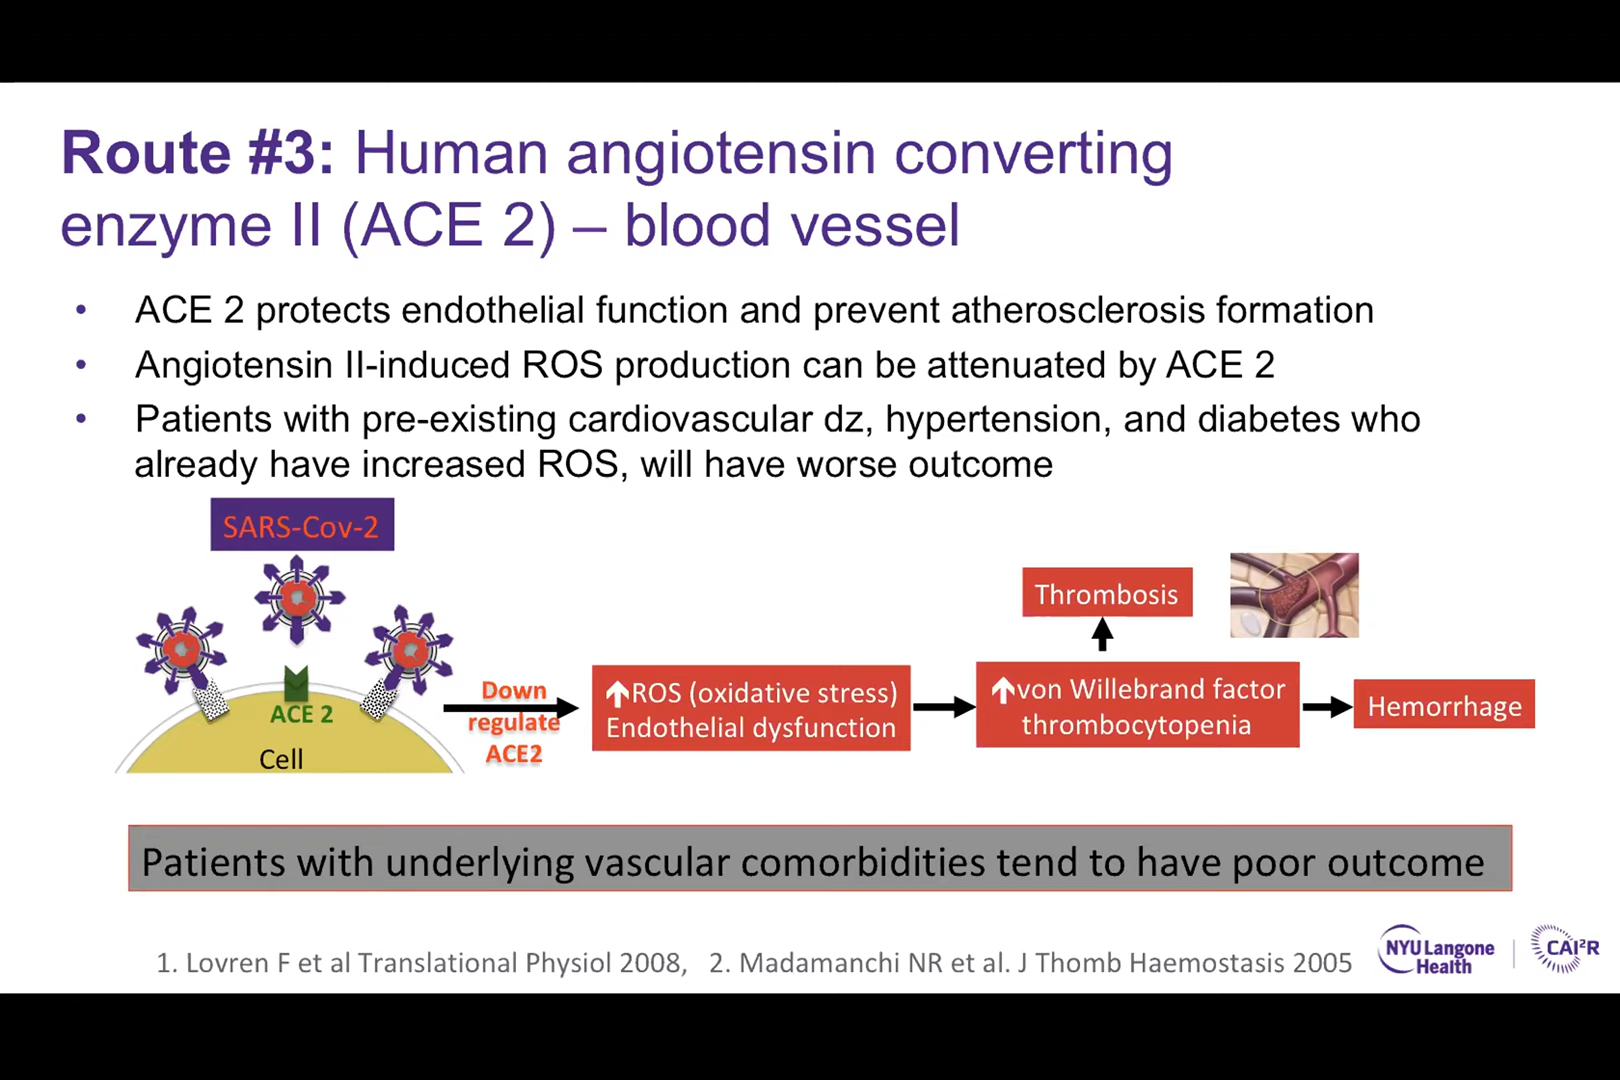 Route #3: Human angiotensin converting
enzyme II (ACE 2) – blood vessel
• ACE 2 protects endothelial function and prevent atherosclerosis formation
• Angiotensin II-induced ROS production can be attenuated by ACE 2
• Patients with pre-existing cardiovascular dz, hypertension, and diabetes who
already have increased ROS, will have worse outcome
SARS-Cov-2
ACE 2
Cell
Down
regulate
ACE2
↑ROS (oxidative stress)
Endothelial dysfunction
Thrombosis
↑von Willebrand factor
thrombocytopenia
Hemorrhage
Patients with underlying vascular comorbidities tend to have poor outcome
1. Lovren F et al Translational Physiol 2008, 2. Madamanchi NR et al. J Thomb Haemostasis 2005
NYU Langone
Health
CAI²R